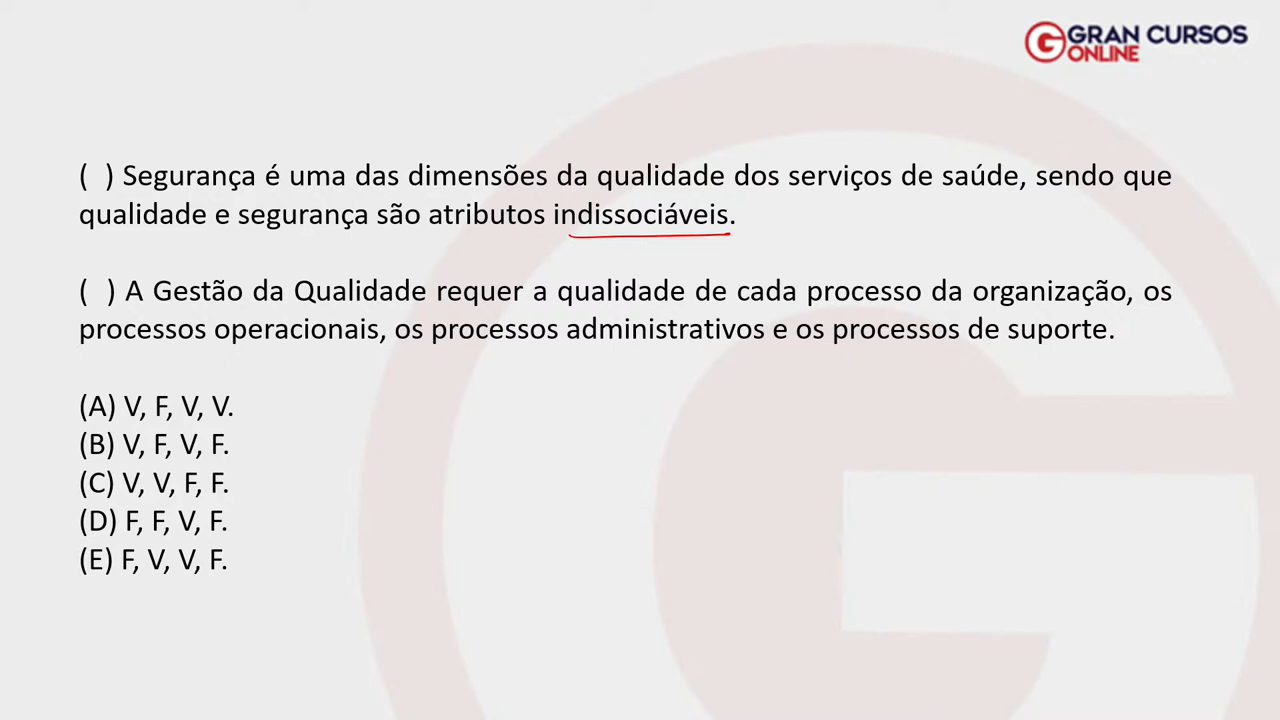 GRAN CURSOS
ONLINE
( ) Segurança é uma das dimensões da qualidade dos serviços de saúde, sendo que
qualidade e segurança são atributos indissociáveis.
( ) A Gestão da Qualidade requer a qualidade de cada processo da organização, os
processos operacionais, os processos administrativos e os processos de suporte.
(A) V, F, V, V.
(B) V, F, V, F.
(C) V, V, F, F.
(D) F, F, V, F.
(E) F, V, V, F.